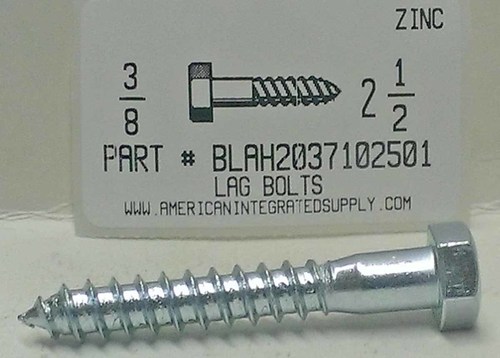 ZINC
3/8 2 1/2
PART # BLAH2037102501
LAG BOLTS
WWW.AMERICANINTEGRATEDSUPPLY.COM